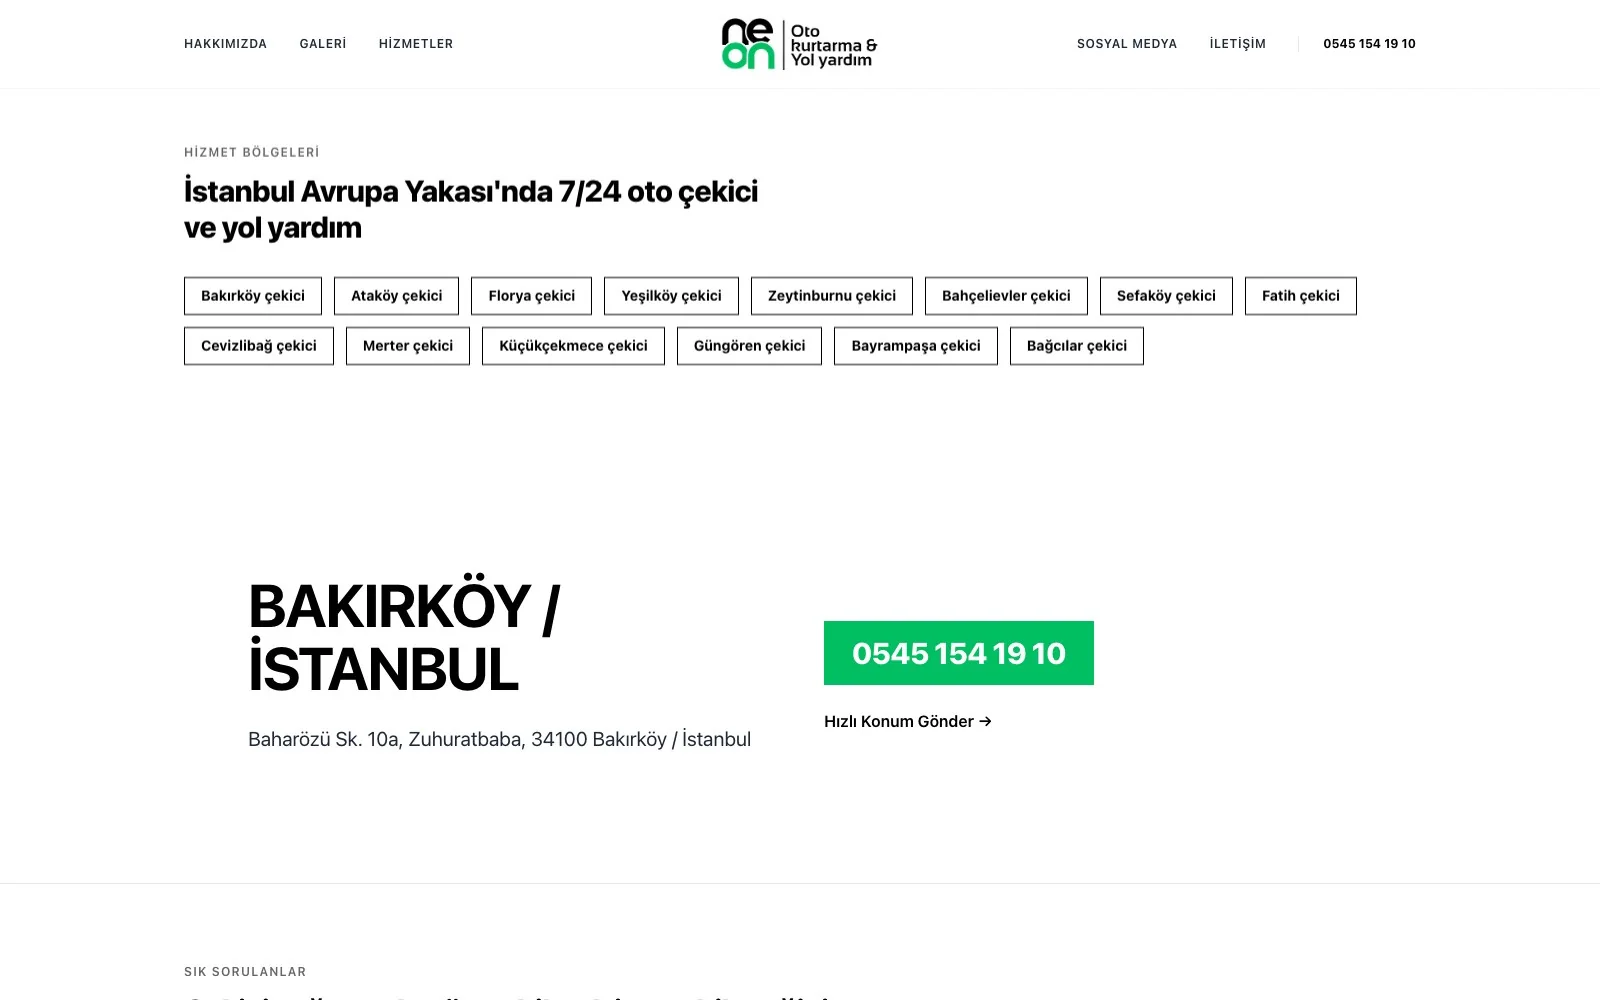 HAKKIMIZDA GALERİ HİZMETLER
neon
Oto
kurtarma &
Yol yardım
SOSYAL MEDYA İLETİŞİM 0545 154 19 10
HİZMET BÖLGELERİ
İstanbul Avrupa Yakası'nda 7/24 oto çekici
ve yol yardım
Bakırköy çekici Ataköy çekici Florya çekici Yeşilköy çekici Zeytinburnu çekici Bahçelievler çekici Sefaköy çekici Fatih çekici
Cevizlibağ çekici Merter çekici Küçükçekmece çekici Güngören çekici Bayrampaşa çekici Bağcılar çekici
BAKIRKÖY /
İSTANBUL
Baharözü Sk. 10a, Zuhuratbaba, 34100 Bakırköy / İstanbul
0545 154 19 10
Hızlı Konum Gönder →
SIK SORULANLAR